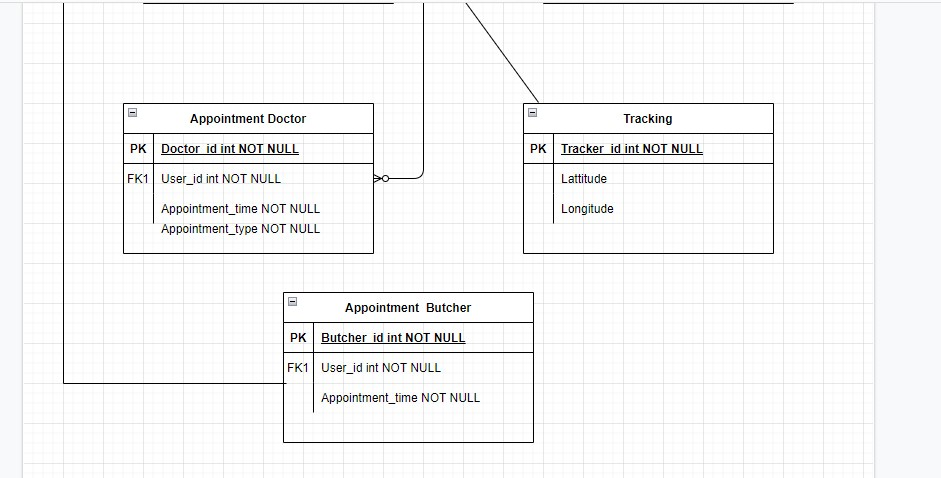 Appointment Doctor
PK Doctor_id int NOT NULL
FK1 User_id int NOT NULL
Appointment_time NOT NULL
Appointment_type NOT NULL
Tracking
PK Tracker_id int NOT NULL
Lattitude
Longitude
Appointment Butcher
PK Butcher_id int NOT NULL
FK1 User_id int NOT NULL
Appointment_time NOT NULL